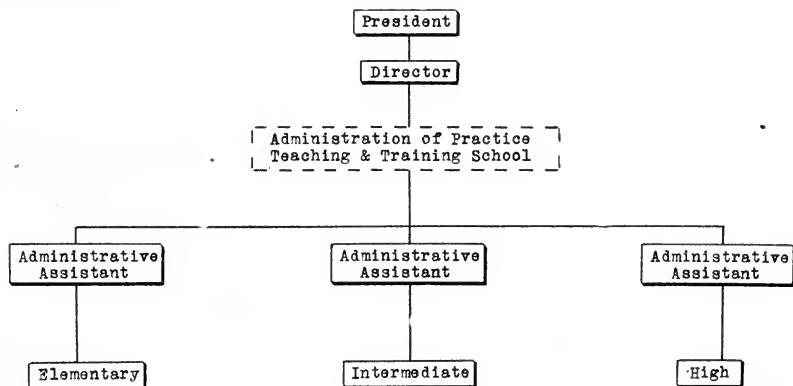 President
Director
Administration of Practice
Teaching & Training School
Administrative
Assistant
Administrative
Assistant
Administrative
Assistant
Elementary
Intermediate
High